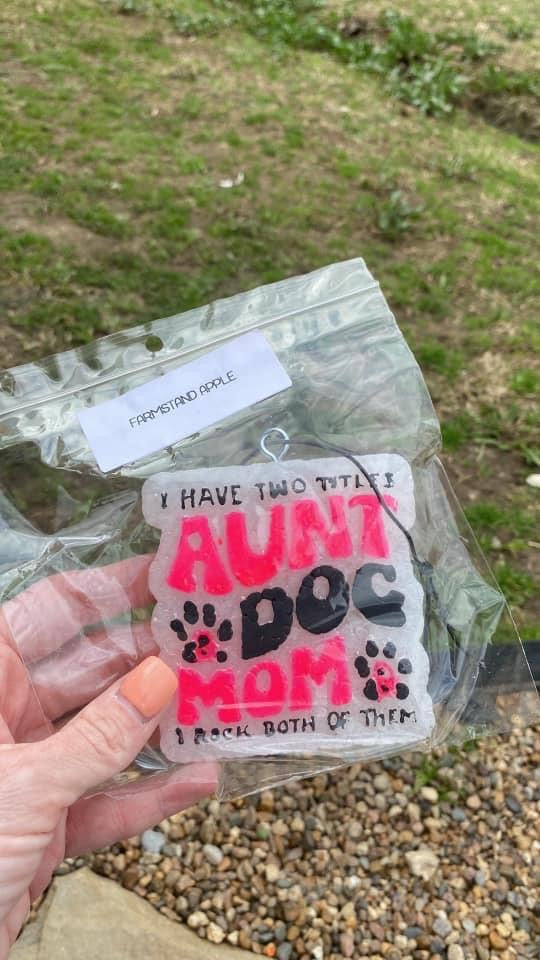 FARMSTAND APPLE
I HAVE TWO TITLES
AUNT
DOG
MOM
I ROCK BOTH OF THEM